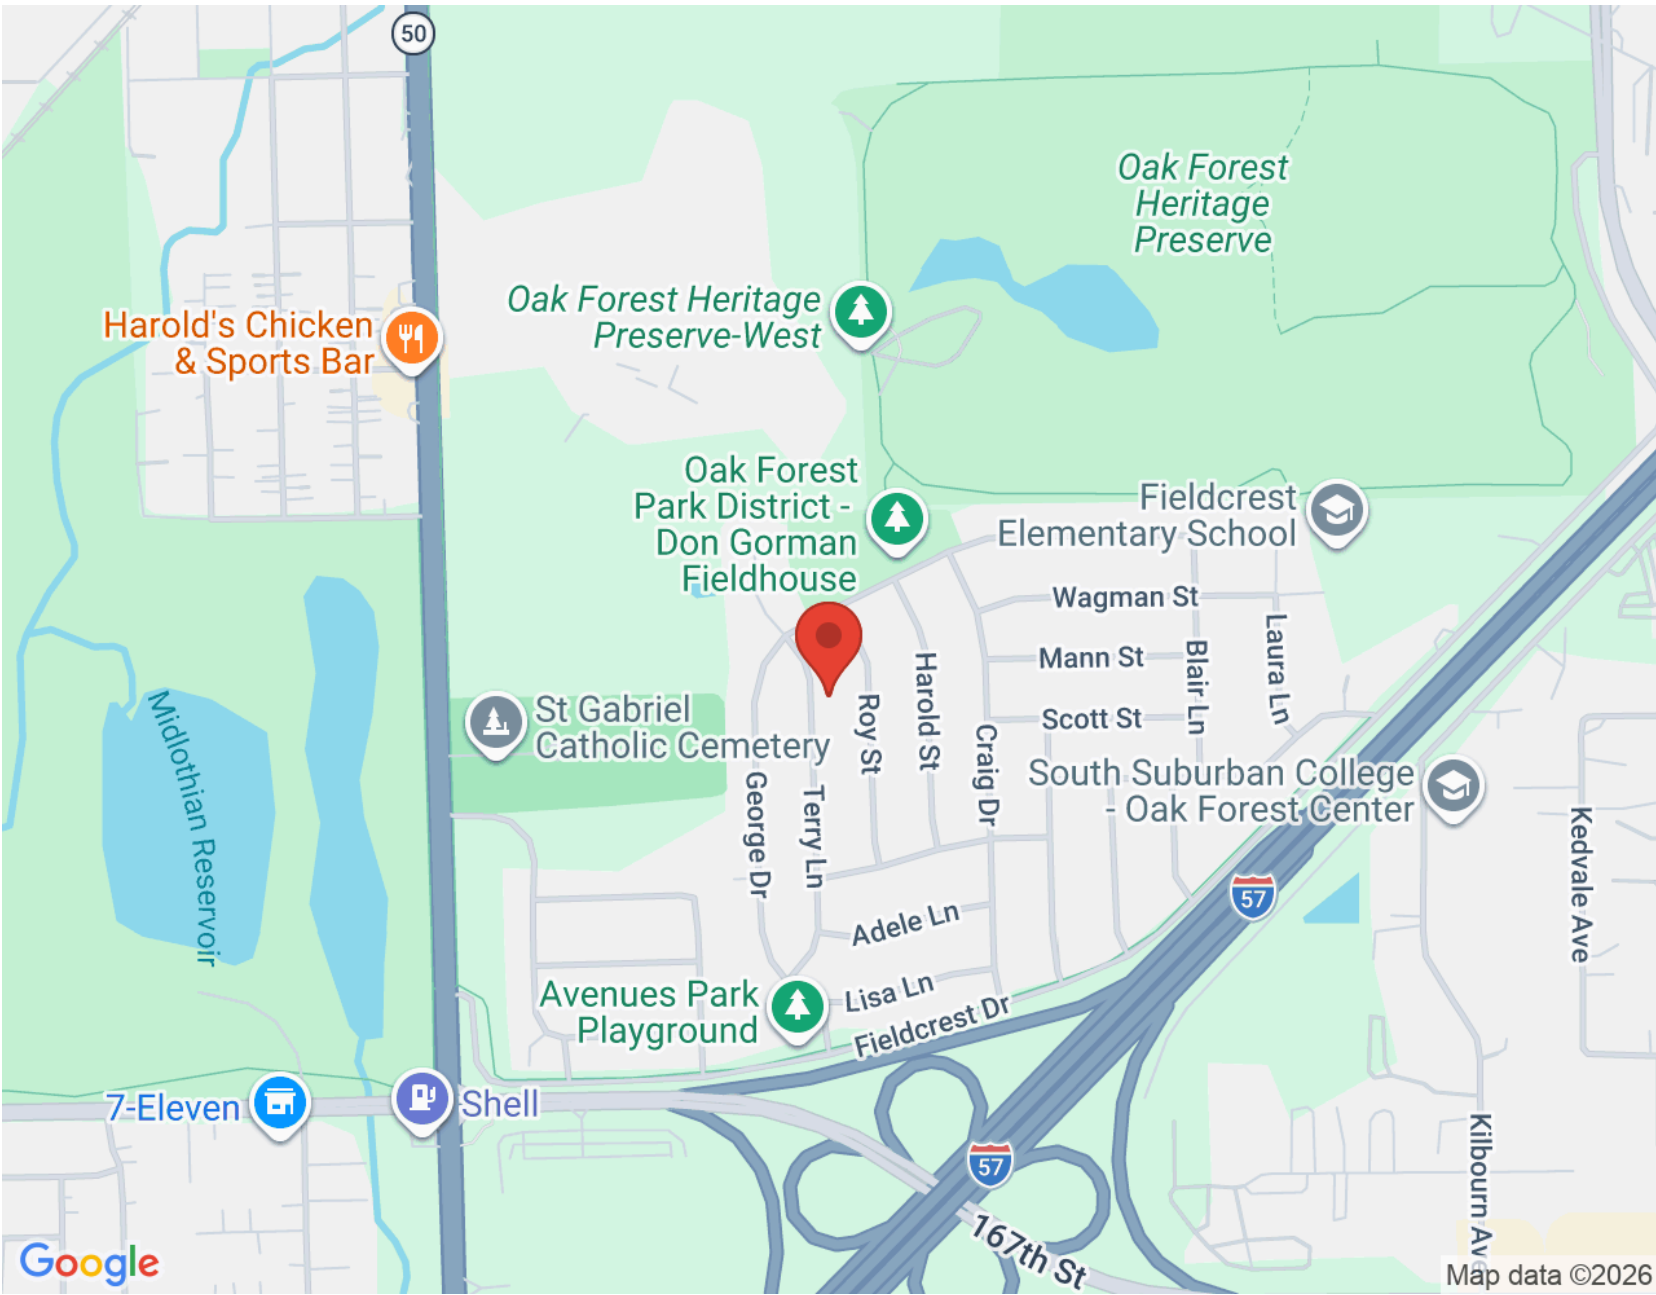 50
Oak Forest
Heritage
Preserve
Oak Forest Heritage
Preserve-West
Harold's Chicken
& Sports Bar
Oak Forest
Park District -
Don Gorman
Fieldhouse
Fieldcrest
Elementary School
Wagman St
Mann St
Scott St
Blair Ln
Laura Ln
Harold St
Roy St
Craig Dr
St Gabriel
Catholic Cemetery
Midlothian Reservoir
George Dr
Terry Ln
South Suburban College
- Oak Forest Center
Kedvale Ave
57
Adele Ln
Avenues Park
Playground
Lisa Ln
Fieldcrest Dr
7-Eleven
Shell
57
167th St
Kilbourn Ave
Google
Map data ©2026